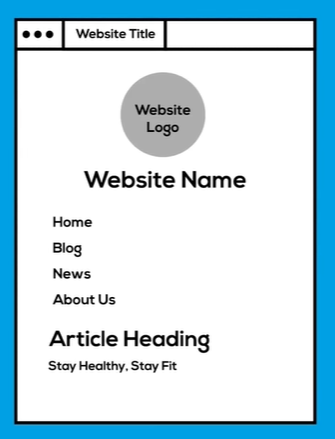 Website Title
Website
Logo
Website Name
Home
Blog
News
About Us
Article Heading
Stay Healthy, Stay Fit